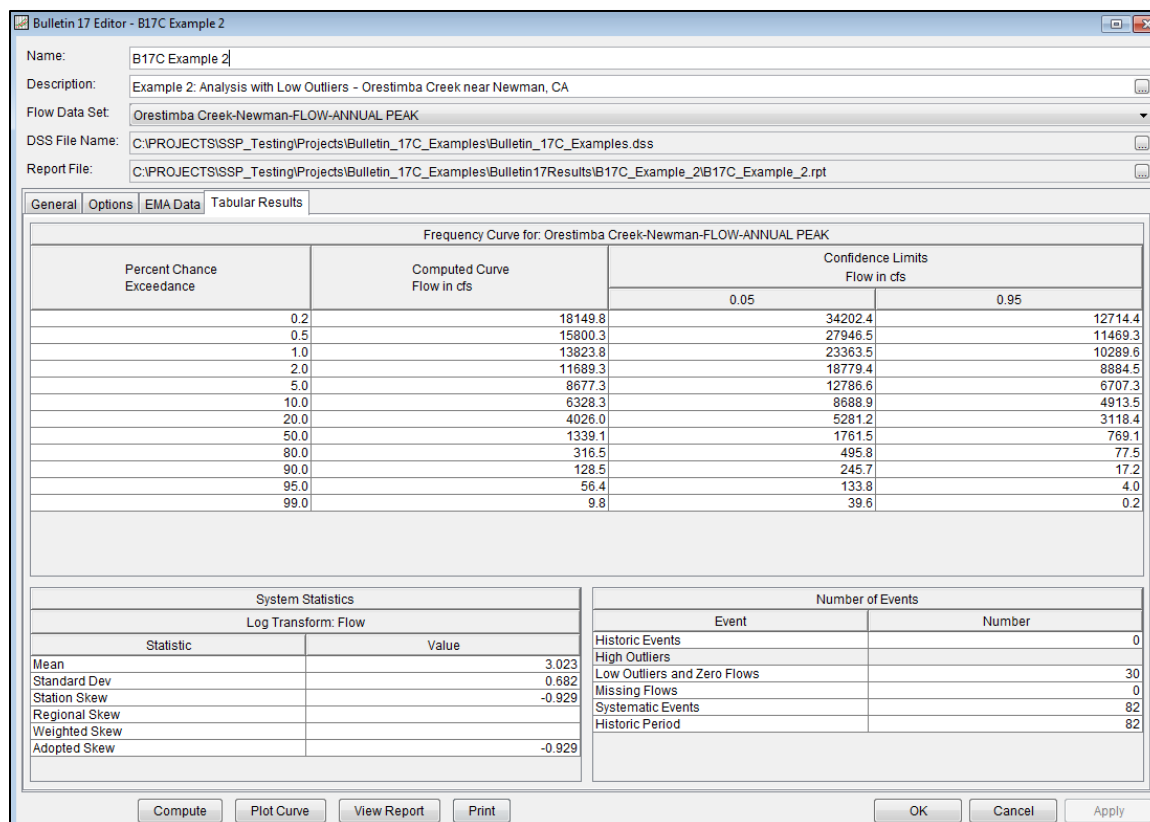 Bulletin 17 Editor - B17C Example 2
Name: B17C Example 2
Description: Example 2: Analysis with Low Outliers - Orestimba Creek near Newman, CA ...
Flow Data Set: Orestimba Creek-Newman-FLOW-ANNUAL PEAK
DSS File Name: C:\PROJECTS\SSP_Testing\Projects\Bulletin_17C_Examples\Bulletin_17C_Examples.dss ...
Report File: C:\PROJECTS\SSP_Testing\Projects\Bulletin_17C_Examples\Bulletin17Results\B17C_Example_2\B17C_Example_2.rpt ...
General Options EMA Data Tabular Results
Frequency Curve for: Orestimba Creek-Newman-FLOW-ANNUAL PEAK
Percent Chance Exceedance Computed Curve Flow in cfs Confidence Limits Flow in cfs
0.05 0.95
0.2 18149.8 34202.4 12714.4
0.5 15800.3 27946.5 11469.3
1.0 13823.8 23363.5 10289.6
2.0 11689.3 18779.4 8884.5
5.0 8677.3 12786.6 6707.3
10.0 6328.3 8688.9 4913.5
20.0 4026.0 5281.2 3118.4
50.0 1339.1 1761.5 769.1
80.0 316.5 495.8 77.5
90.0 128.5 245.7 17.2
95.0 56.4 133.8 4.0
99.0 9.8 39.6 0.2
System Statistics
Log Transform: Flow
Statistic Value
Mean 3.023
Standard Dev 0.682
Station Skew -0.929
Regional Skew
Weighted Skew
Adopted Skew -0.929
Number of Events
Event Number
Historic Events 0
High Outliers
Low Outliers and Zero Flows 30
Missing Flows 0
Systematic Events 82
Historic Period 82
Compute Plot Curve View Report Print OK Cancel Apply